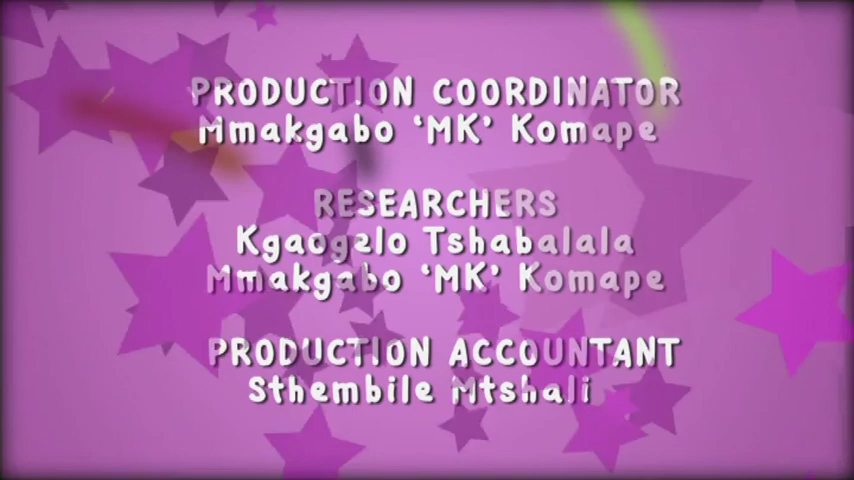 PRODUCTION COORDINATOR
Mmakgabo ‘MK’ Komape
RESEARCHERS
Kgaogelo Tshabalala
Mmakgabo ‘MK’ Komape
PRODUCTION ACCOUNTANT
Sthembile Mtshali